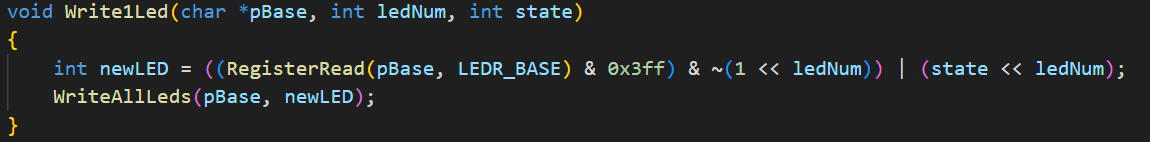 void Write1Led(char *pBase, int ledNum, int state)
{
    int newLED = ((RegisterRead(pBase, LEDR_BASE) & 0x3ff) & ~(1 << ledNum)) | (state << ledNum);
    WriteAllLeds(pBase, newLED);
}